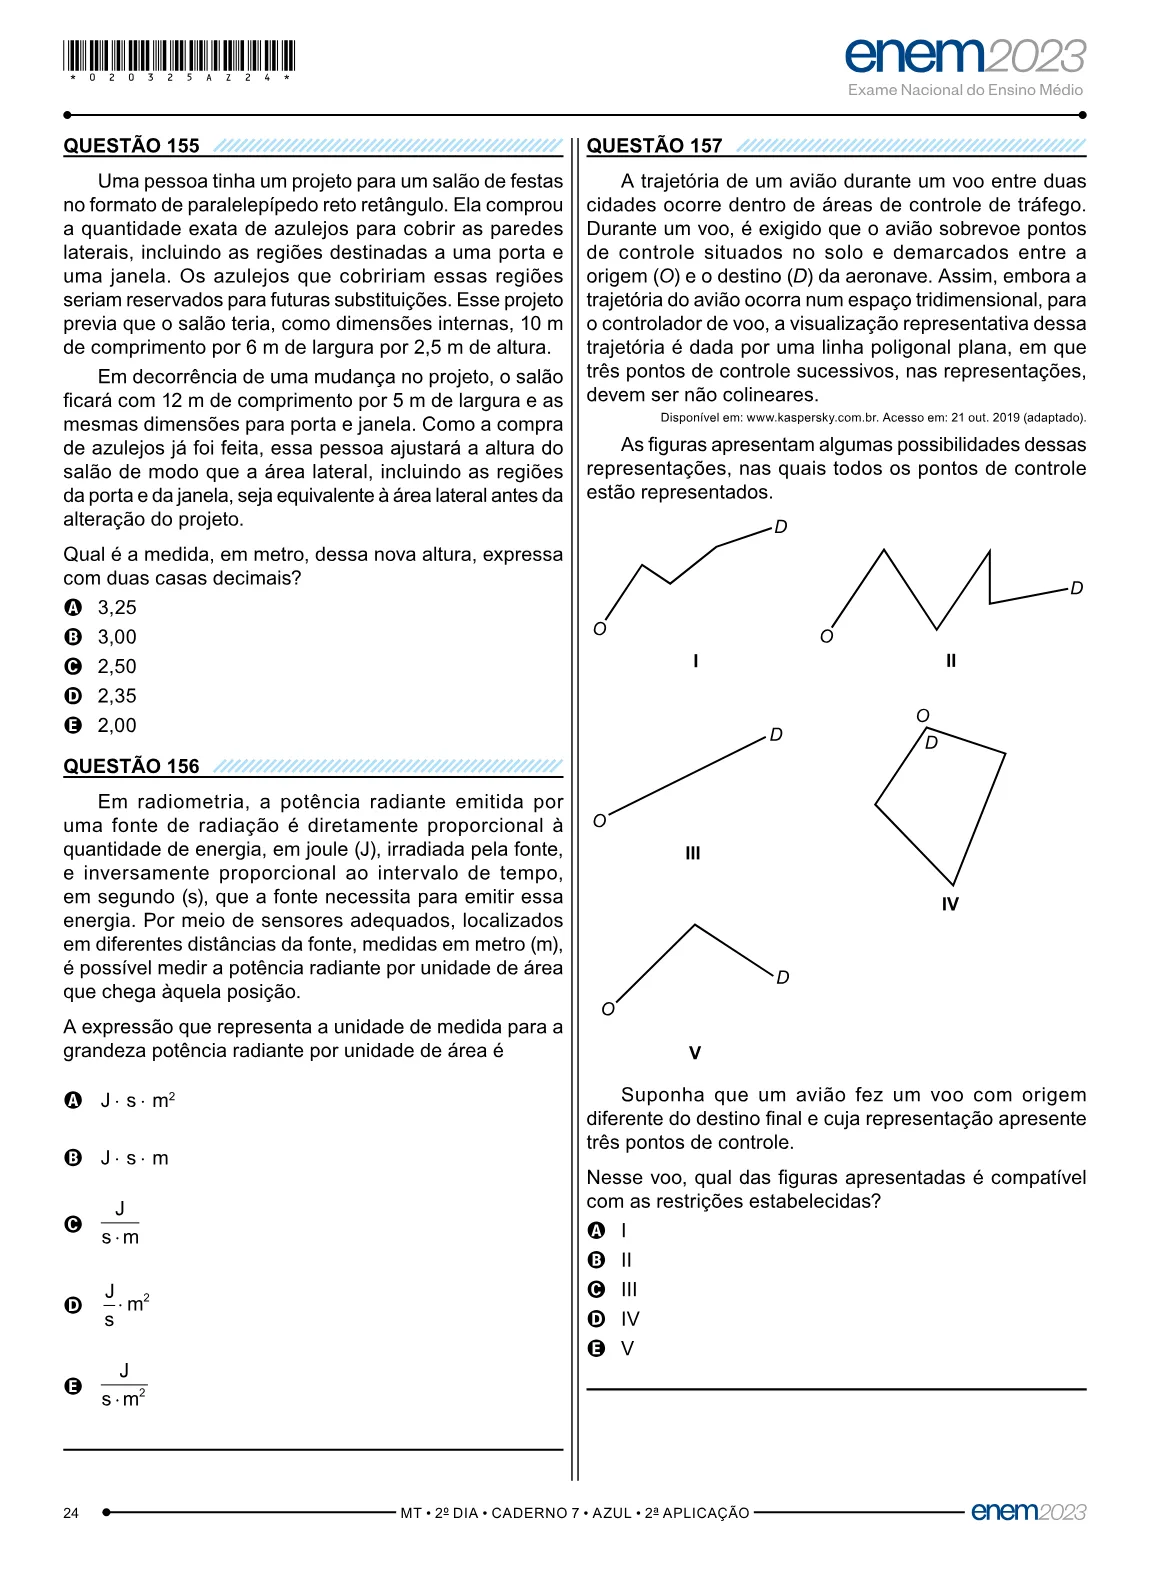 *020325AZ24*
enem2023
Exame Nacional do Ensino Médio
QUESTÃO 155
Uma pessoa tinha um projeto para um salão de festas
no formato de paralelepípedo reto retângulo. Ela comprou
a quantidade exata de azulejos para cobrir as paredes
laterais, incluindo as regiões destinadas a uma porta e
uma janela. Os azulejos que cobririam essas regiões
seriam reservados para futuras substituições. Esse projeto
previa que o salão teria, como dimensões internas, 10 m
de comprimento por 6 m de largura por 2,5 m de altura.
Em decorrência de uma mudança no projeto, o salão
ficará com 12 m de comprimento por 5 m de largura e as
mesmas dimensões para porta e janela. Como a compra
de azulejos já foi feita, essa pessoa ajustará a altura do
salão de modo que a área lateral, incluindo as regiões
da porta e da janela, seja equivalente à área lateral antes da
alteração do projeto.
Qual é a medida, em metro, dessa nova altura, expressa
com duas casas decimais?
A 3,25
B 3,00
C 2,50
D 2,35
E 2,00
QUESTÃO 156
Em radiometria, a potência radiante emitida por
uma fonte de radiação é diretamente proporcional à
quantidade de energia, em joule (J), irradiada pela fonte,
e inversamente proporcional ao intervalo de tempo,
em segundo (s), que a fonte necessita para emitir essa
energia. Por meio de sensores adequados, localizados
em diferentes distâncias da fonte, medidas em metro (m),
é possível medir a potência radiante por unidade de área
que chega àquela posição.
A expressão que representa a unidade de medida para a
grandeza potência radiante por unidade de área é
A J · s · m²
B J · s · m
C J
s · m
D J
s · m²
E J
s · m²
QUESTÃO 157
A trajetória de um avião durante um voo entre duas
cidades ocorre dentro de áreas de controle de tráfego.
Durante um voo, é exigido que o avião sobrevoe pontos
de controle situados no solo e demarcados entre a
origem (O) e o destino (D) da aeronave. Assim, embora a
trajetória do avião ocorra num espaço tridimensional, para
o controlador de voo, a visualização representativa dessa
trajetória é dada por uma linha poligonal plana, em que
três pontos de controle sucessivos, nas representações,
devem ser não colineares.
Disponível em: www.kaspersky.com.br. Acesso em: 21 out. 2019 (adaptado).
As figuras apresentam algumas possibilidades dessas
representações, nas quais todos os pontos de controle
estão representados.
D
O
I
D
O
II
D
O
III
O
D
IV
D
O
V
Suponha que um avião fez um voo com origem
diferente do destino final e cuja representação apresente
três pontos de controle.
Nesse voo, qual das figuras apresentadas é compatível
com as restrições estabelecidas?
A I
B II
C III
D IV
E V
24
MT • 2º DIA • CADERNO 7 • AZUL • 2ª APLICAÇÃO
enem2023